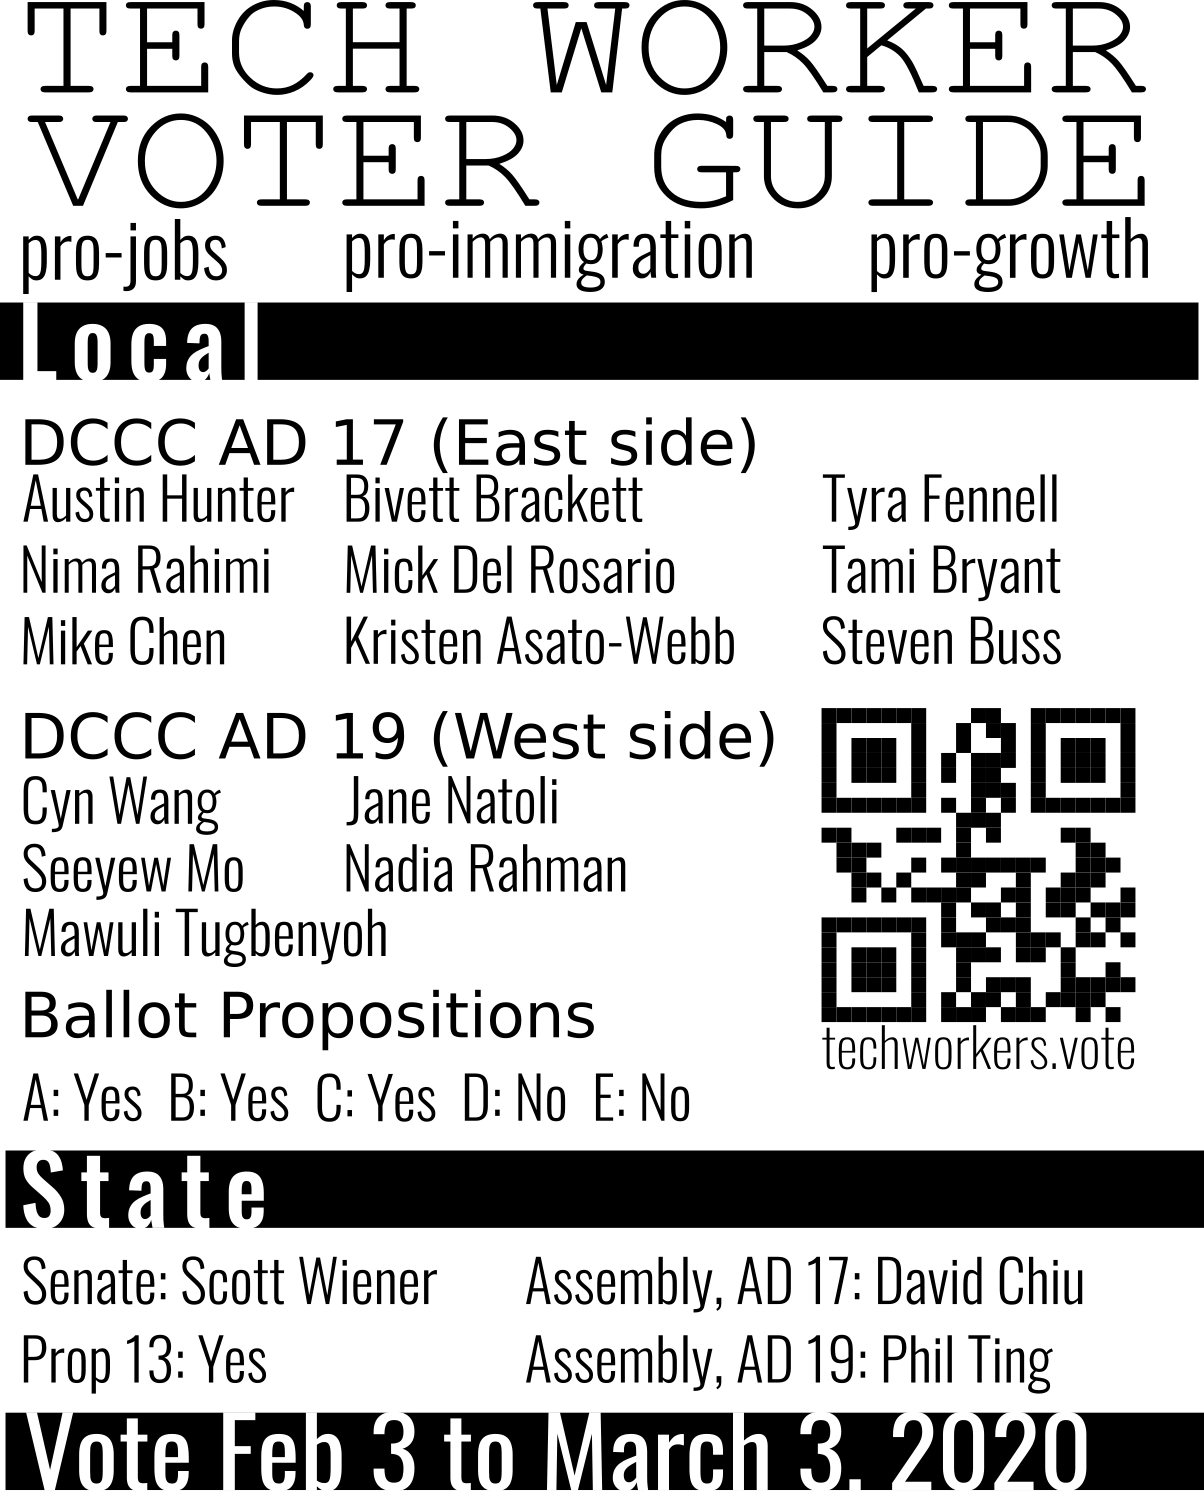 TECH WORKER
VOTER GUIDE
pro-jobs pro-immigration pro-growth
Local
DCCC AD 17 (East side)
Austin Hunter Bivett Brackett Tyra Fennell
Nima Rahimi Mick Del Rosario Tami Bryant
Mike Chen Kristen Asato-Webb Steven Buss
DCCC AD 19 (West side)
Cyn Wang Jane Natoli
Seeyew Mo Nadia Rahman
Mawuli Tugbenyoh
Ballot Propositions
techworkers.vote
A: Yes B: Yes C: Yes D: No E: No
State
Senate: Scott Wiener Assembly, AD 17: David Chiu
Prop 13: Yes Assembly, AD 19: Phil Ting
Vote Feb 3 to March 3, 2020